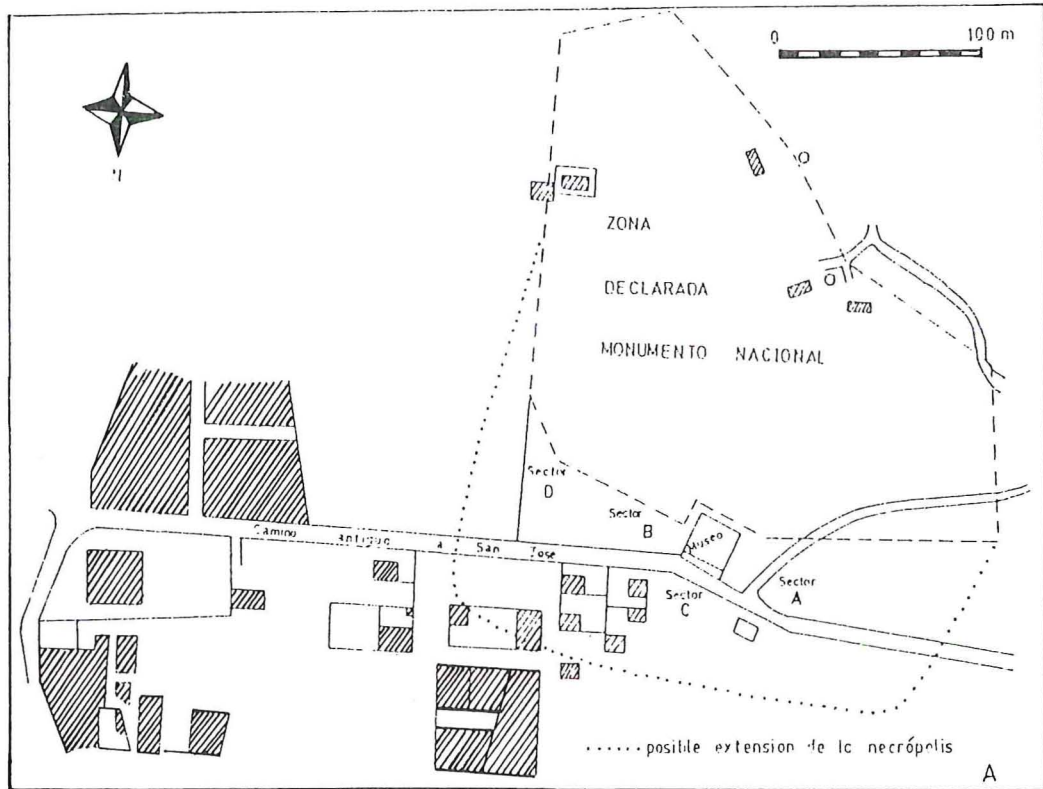 0 100 m
ZONA
DECLARADA
MONUMENTO NACIONAL
Sector
D
Sector
B
Museo
Camino antiguo a San Jose
Sector
C
Sector
A
...... posible extension de la necrópolis
A